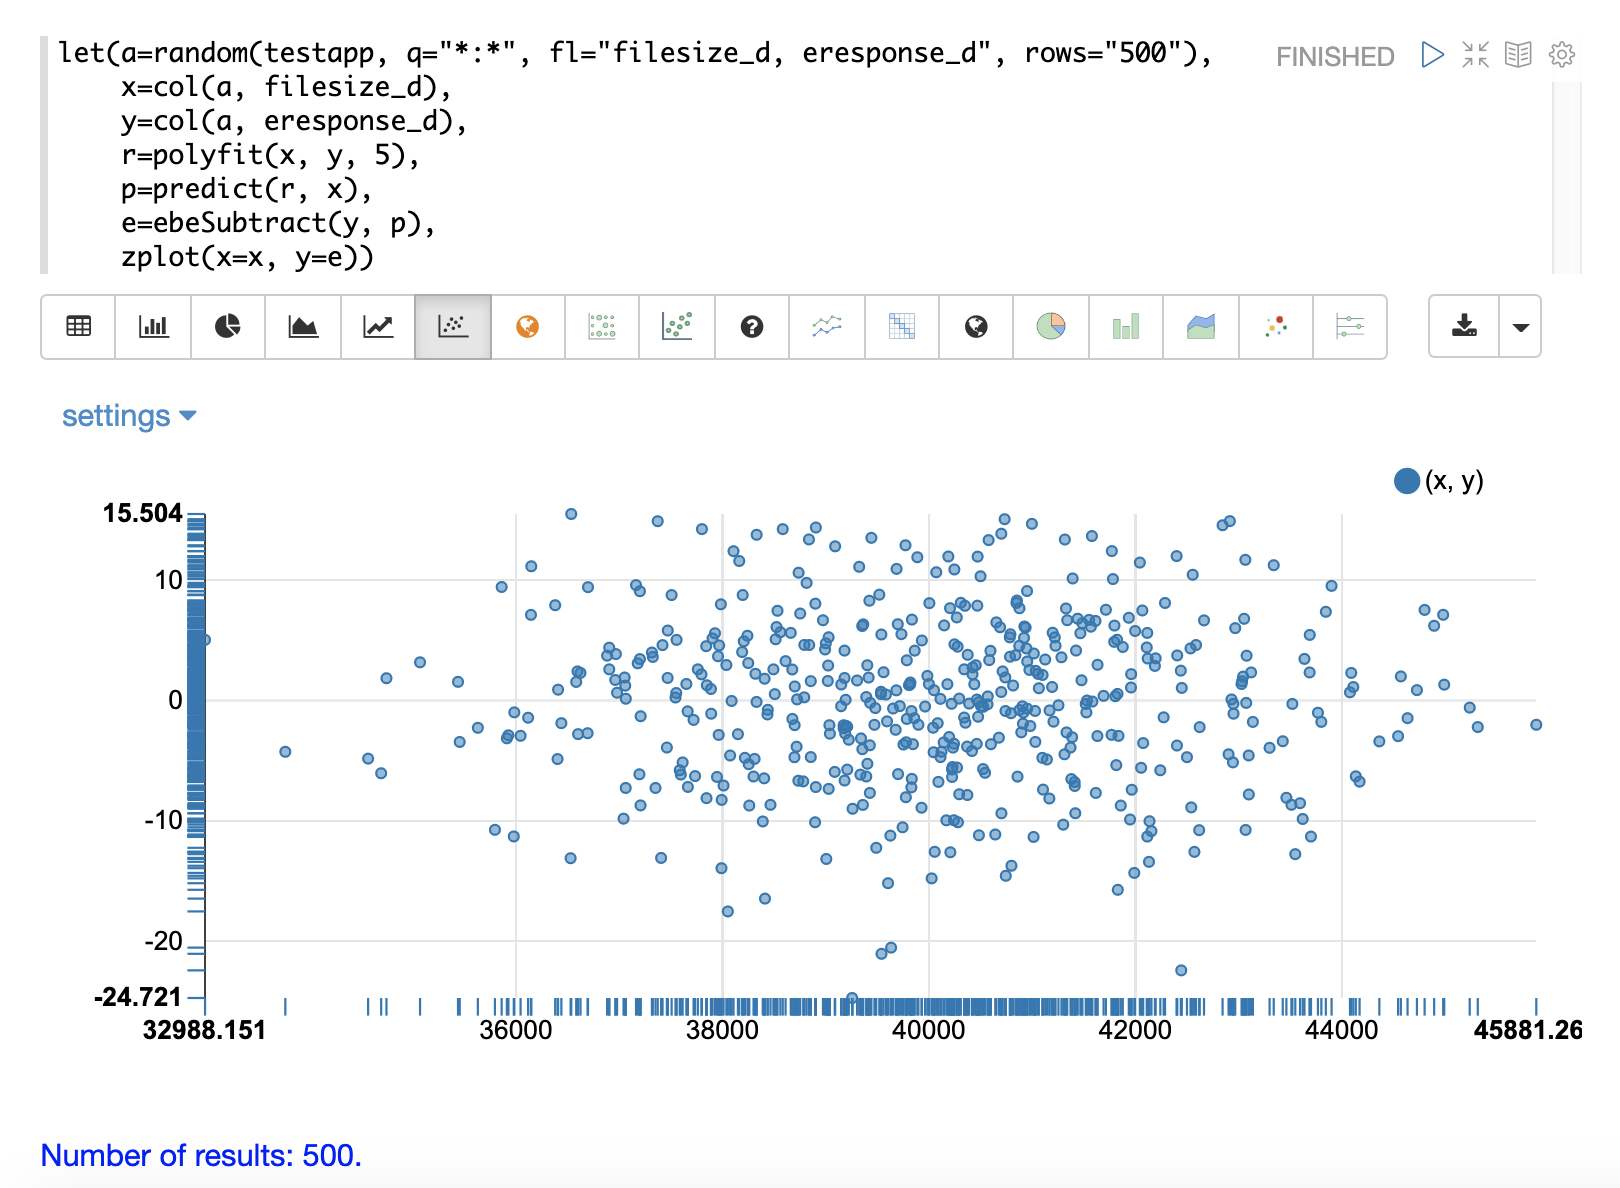 let(a=random(testapp, q="*:*", fl="filesize_d, eresponse_d", rows="500"),
x=col(a, filesize_d),
y=col(a, eresponse_d),
r=polyfit(x, y, 5),
p=predict(r, x),
e=ebeSubtract(y, p),
zplot(x=x, y=e))
FINISHED
?
settings
(x, y)
15.504
10
0
-10
-20
-24.721
32988.151 36000 38000 40000 42000 44000 45881.26
Number of results: 500.